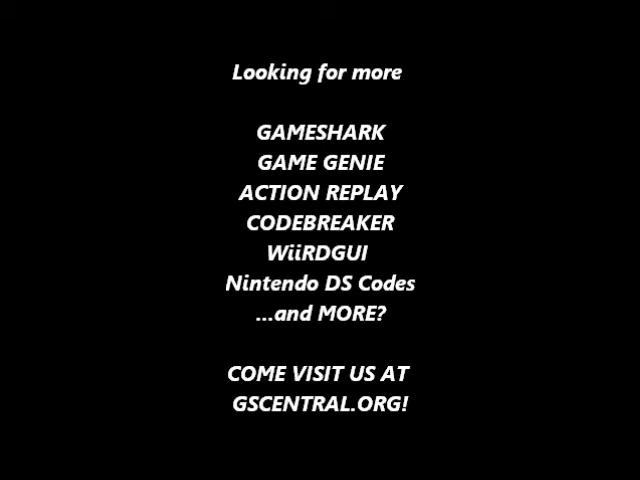 Looking for more
GAMESHARK
GAME GENIE
ACTION REPLAY
CODEBREAKER
WiiRDGUI
Nintendo DS Codes
...and MORE?
COME VISIT US AT
GSCENTRAL.ORG!